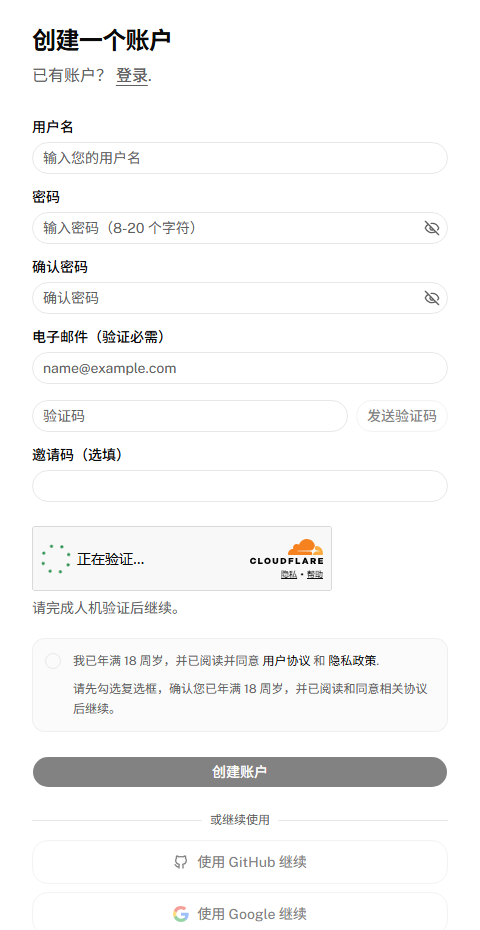 创建一个账户
已有账户？ 登录.
用户名
输入您的用户名
密码
输入密码（8-20 个字符）
确认密码
确认密码
电子邮件（验证必需）
name@example.com
验证码 发送验证码
邀请码（选填）
正在验证...
CLOUDFLARE
隐私 • 帮助
请完成人机验证后继续。
我已年满 18 周岁，并已阅读并同意 用户协议 和 隐私政策.
请先勾选复选框，确认您已年满 18 周岁，并已阅读和同意相关协议
后继续。
创建账户
或继续使用
使用 GitHub 继续
使用 Google 继续